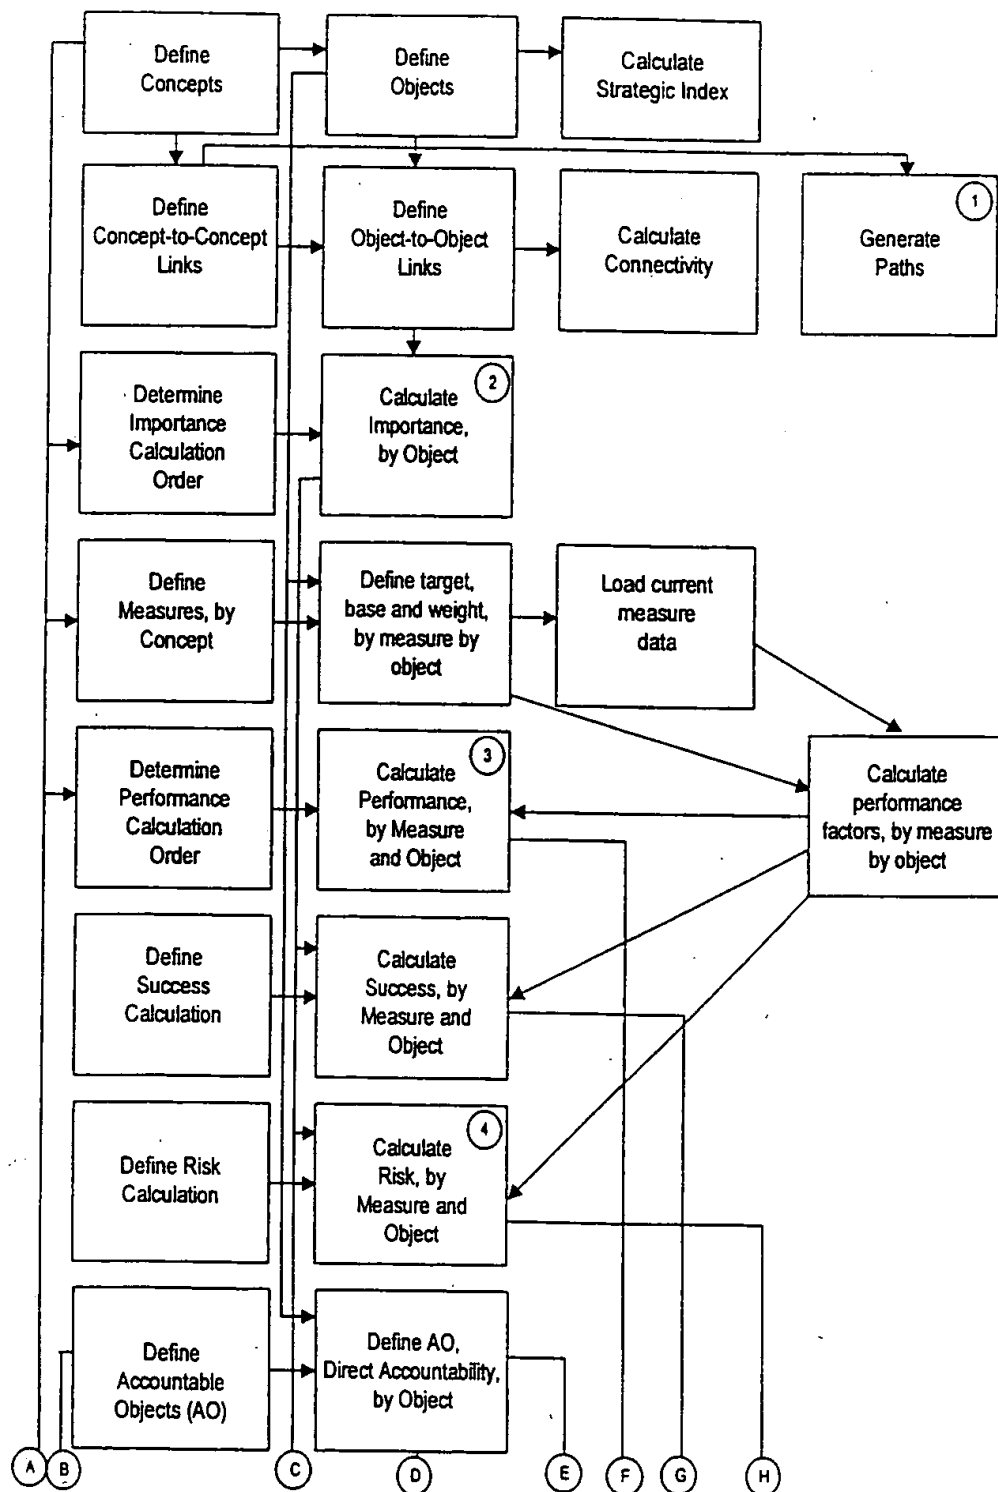 Define
Concepts
Define
Objects
Calculate
Strategic Index
Define
Concept-to-Concept
Links
Define
Object-to-Object
Links
Calculate
Connectivity
1
Generate
Paths
Determine
Importance
Calculation
Order
2
Calculate
Importance,
by Object
Define
Measures, by
Concept
Define target,
base and weight,
by measure by
object
Load current
measure
data
Determine
Performance
Calculation
Order
3
Calculate
Performance,
by Measure
and Object
Calculate
performance
factors, by measure
by object
Define
Success
Calculation
Calculate
Success, by
Measure and
Object
Define Risk
Calculation
4
Calculate
Risk, by
Measure and
Object
Define
Accountable
Objects (AO)
Define AO,
Direct Accountability,
by Object
A
B
C
D
E
F
G
H